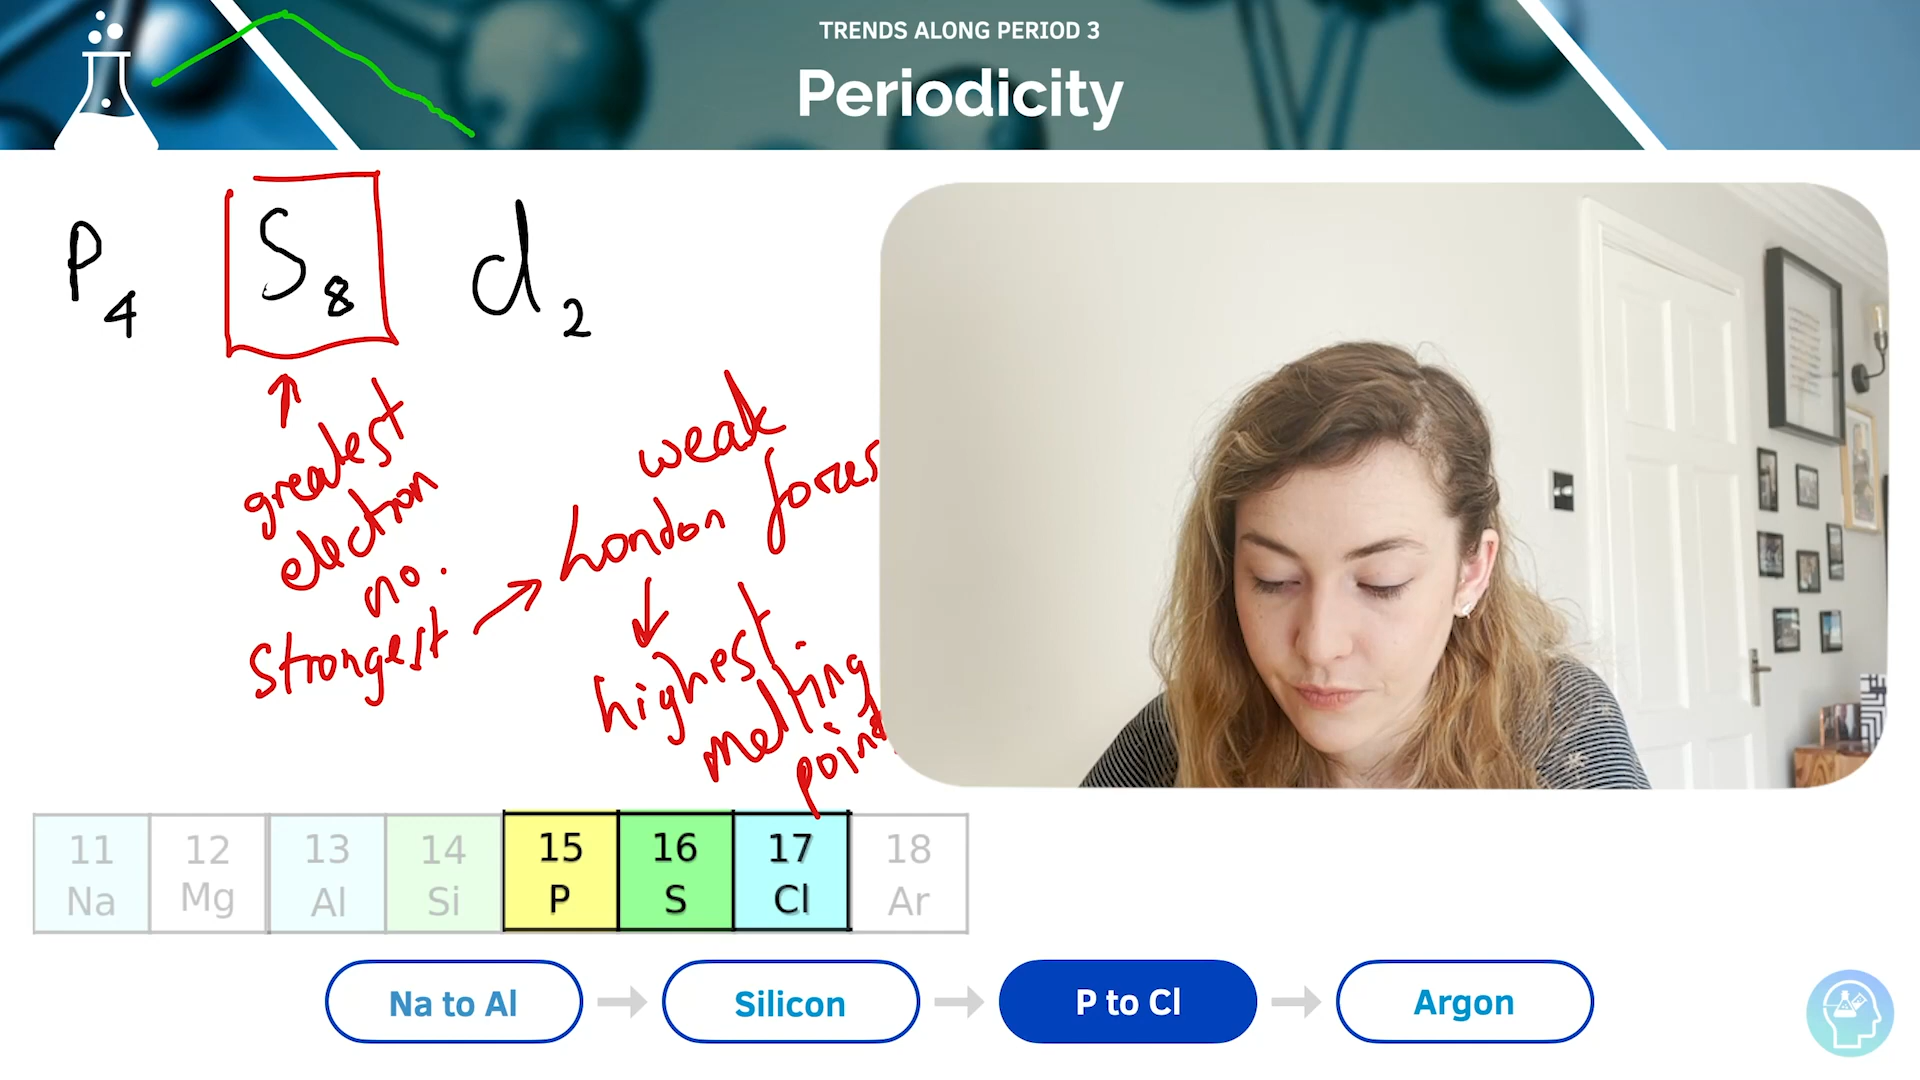 TRENDS ALONG PERIOD 3
Periodicity
P4 S8 Cl2
greatest
electron
no.
strongest
weak
London forces
highest
melting
point
11 12 13 14 15 16 17 18
Na Mg Al Si P S Cl Ar
Na to Al
Silicon
P to Cl
Argon